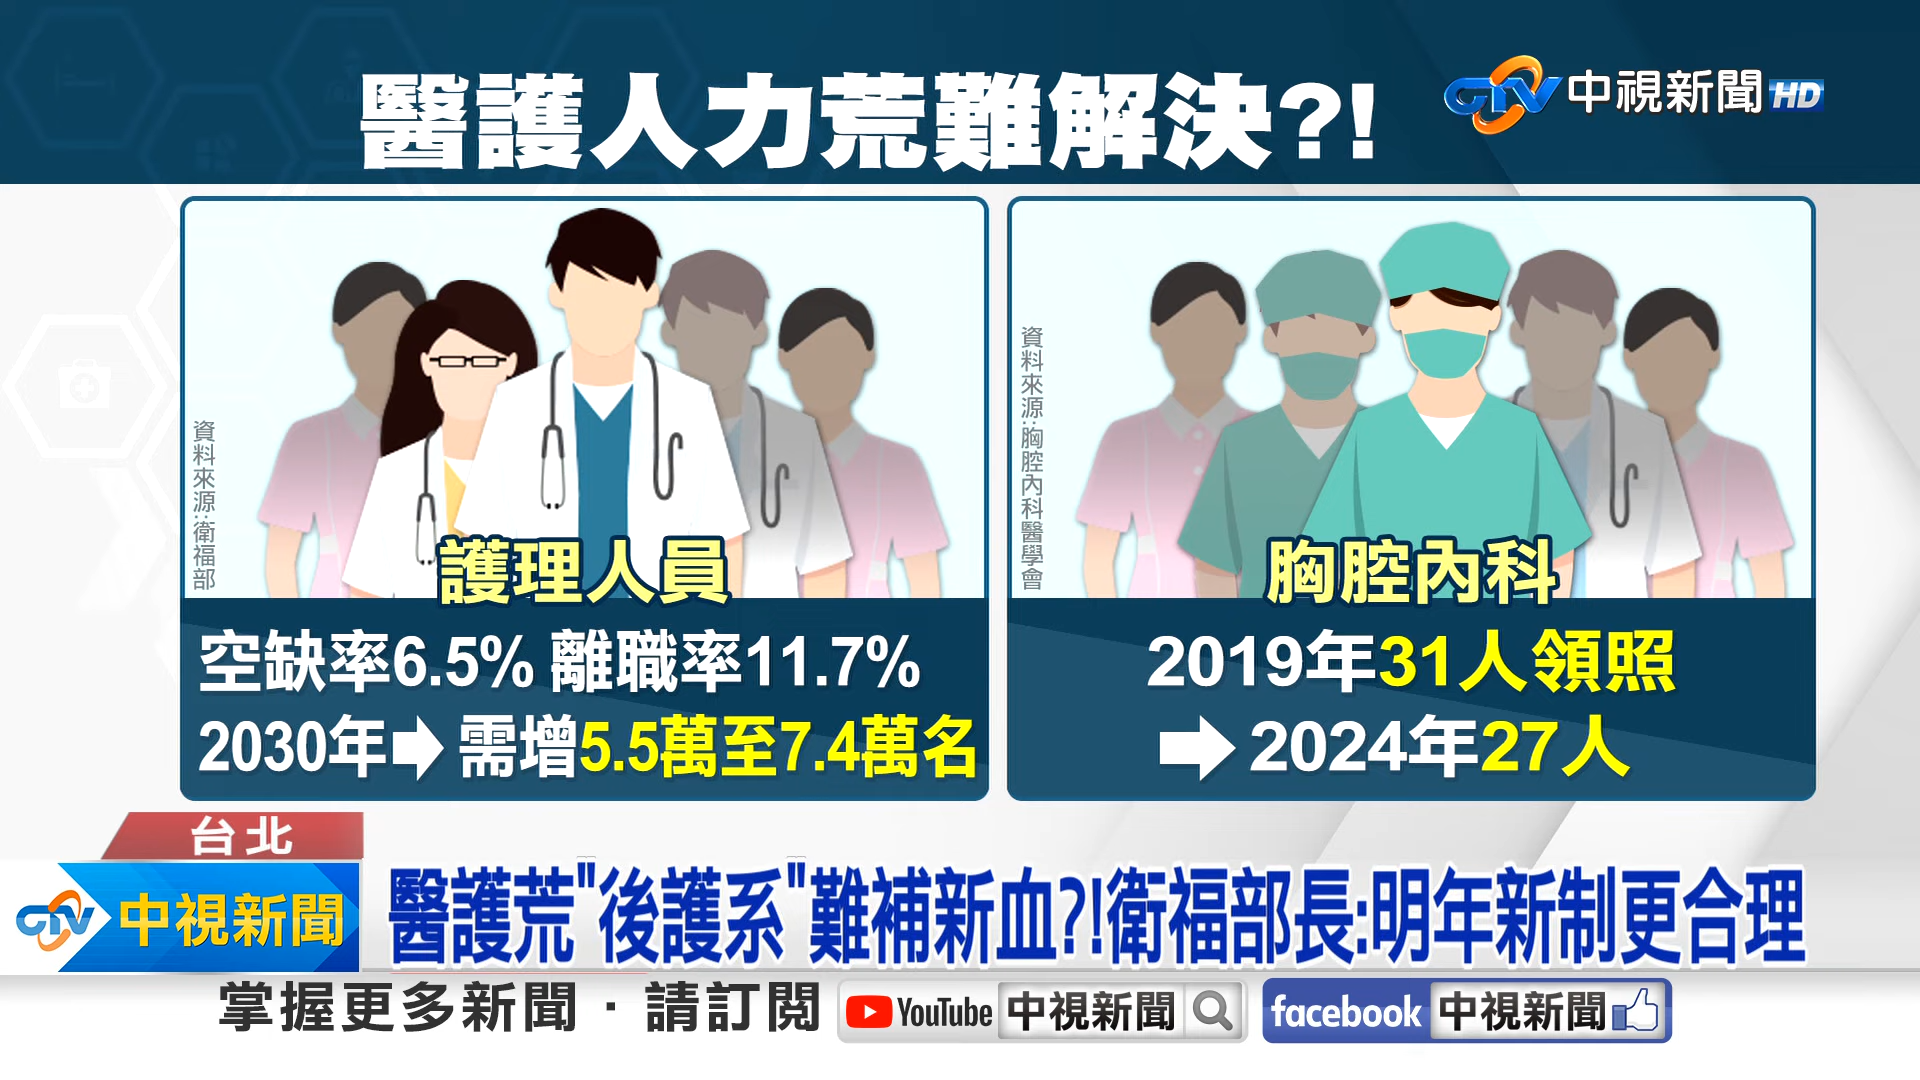 醫護人力荒難解決?!
CTV中視新聞HD
資料來源:衛福部
護理人員
空缺率6.5% 離職率11.7%
2030年➡需增5.5萬至7.4萬名
資料來源:胸腔內科醫學會
胸腔內科
2019年31人領照
➡2024年27人
台北
CTV 中視新聞
醫護荒"後護系"難補新血?!衛福部長:明年新制更合理
掌握更多新聞・請訂閱 YouTube 中視新聞 facebook 中視新聞